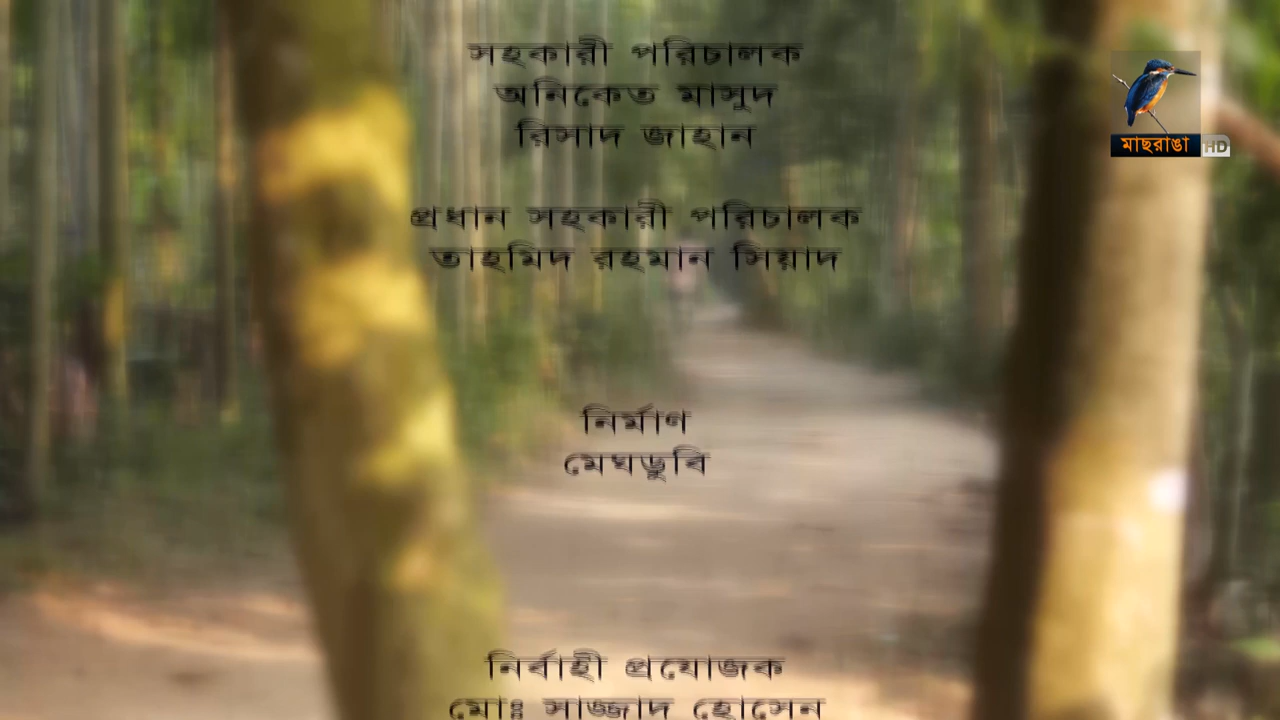 সহকারী পরিচালক
অনিকেত মাসুদ
রিসাদ জাহান
প্রধান সহকারী পরিচালক
তাহমিদ রহমান সিয়াদ
নির্মাণ
মেঘডুবি
নির্বাহী প্রযোজক
মোঃ সাজ্জাদ হোসেন
মাছরাঙা HD